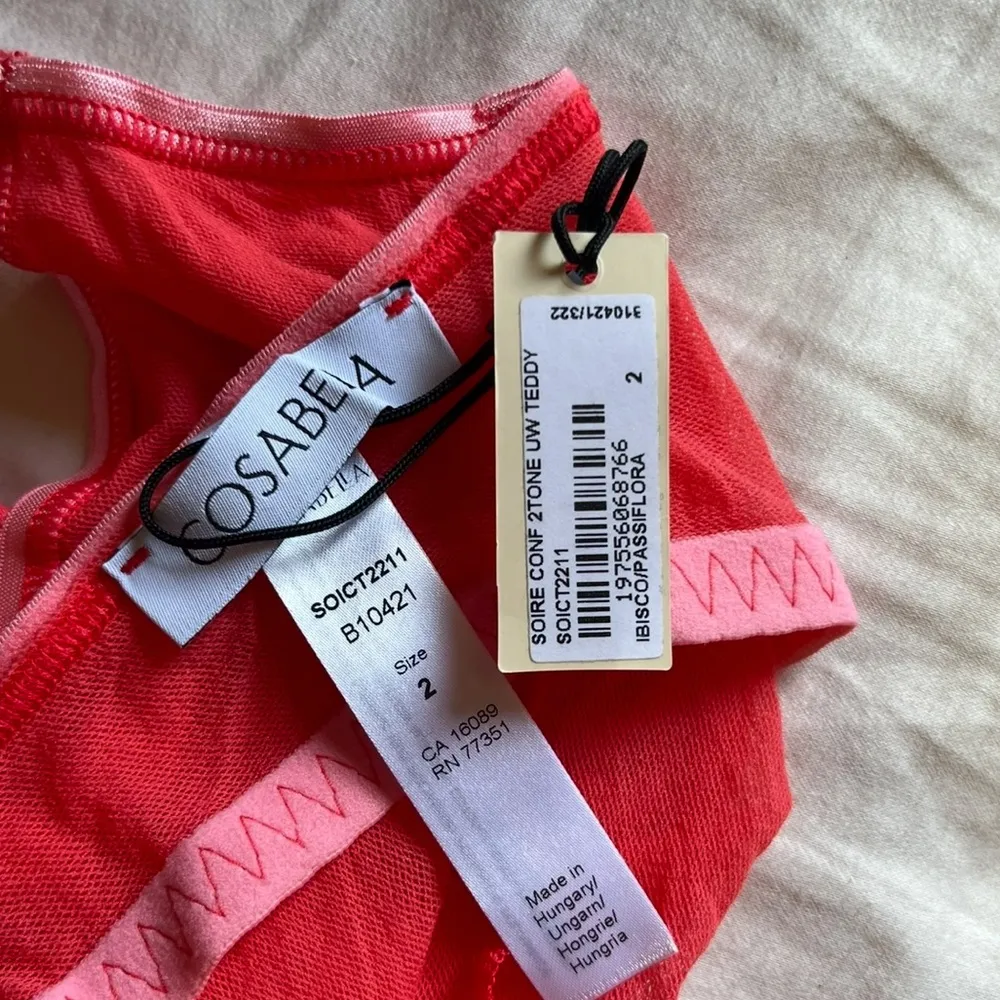 COSABELLA
SOICT2211
B10421
Size
2
CA 16089
RN 77351
Made in
Hungary/
Ungarn/
Hongrie/
Hungria
310421/322
SOIRE CONF 2TONE UW TEDDY
SOICT2211
2
197556068766
IBISCO/PASSIFLORA